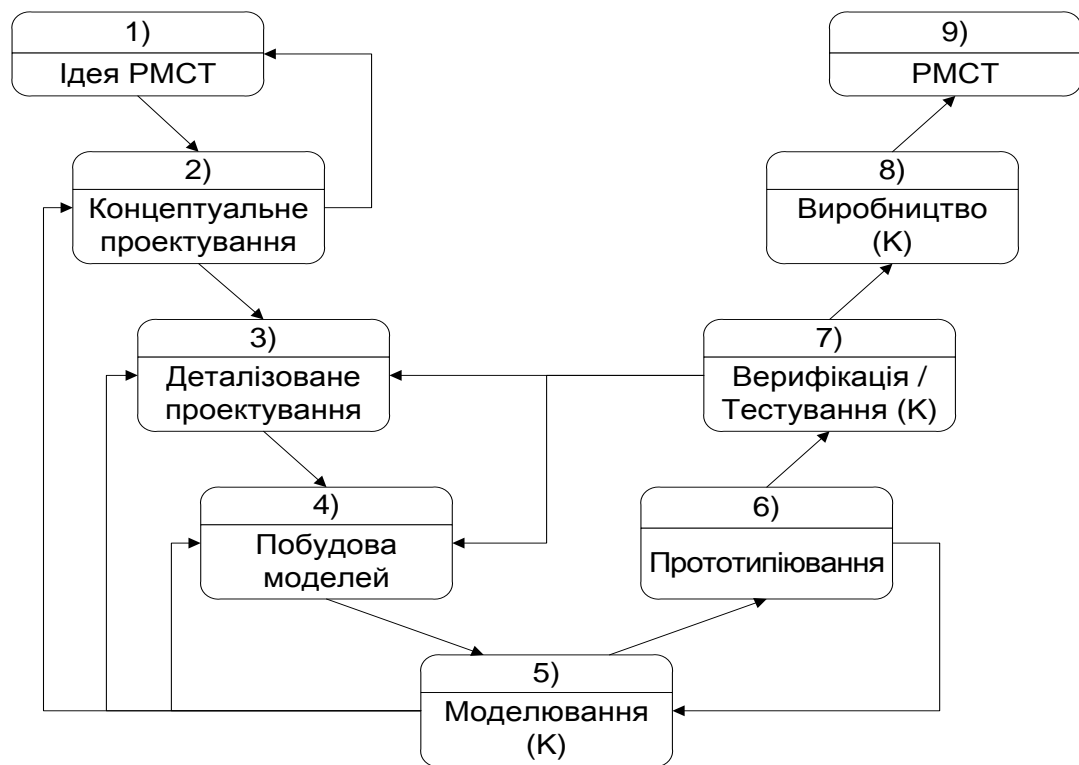 1)
Ідея РМСТ
2)
Концептуальне
проектування
3)
Деталізоване
проектування
4)
Побудова
моделей
5)
Моделювання
(К)
6)
Прототипіювання
7)
Верифікація /
Тестування (К)
8)
Виробництво
(К)
9)
РМСТ